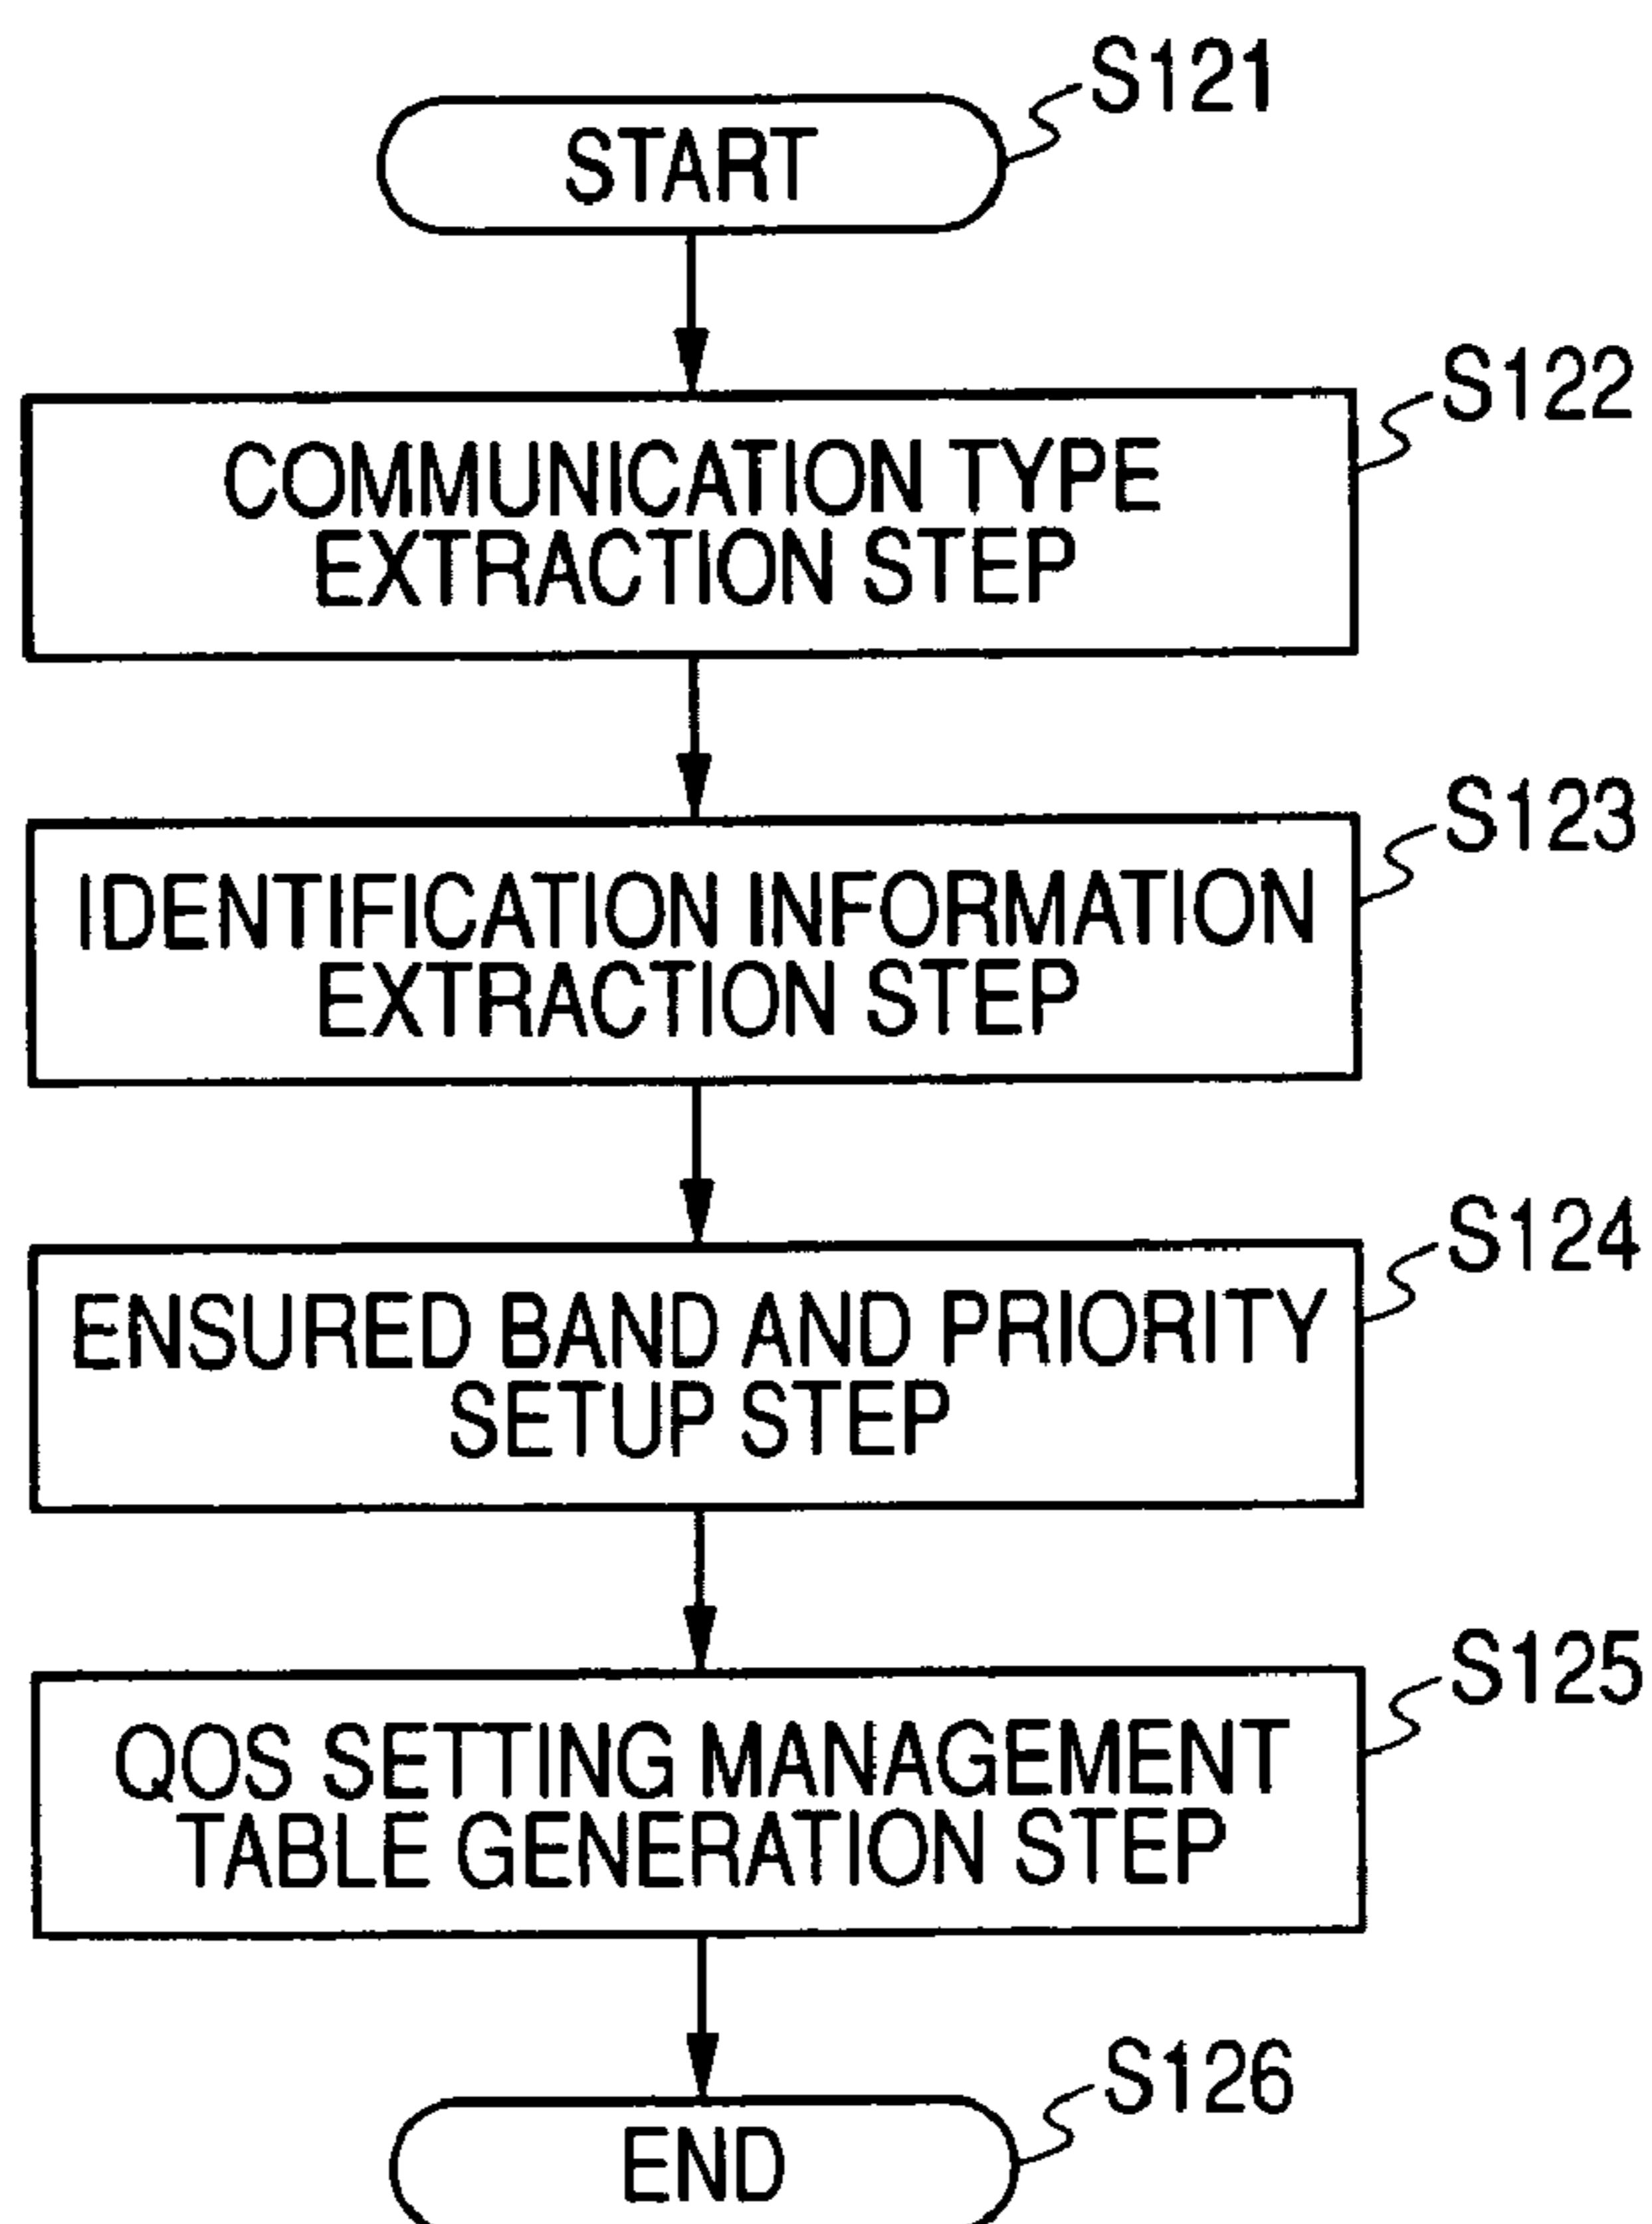 S121
START
S122
COMMUNICATION TYPE
EXTRACTION STEP
S123
IDENTIFICATION INFORMATION
EXTRACTION STEP
S124
ENSURED BAND AND PRIORITY
SETUP STEP
S125
QOS SETTING MANAGEMENT
TABLE GENERATION STEP
S126
END